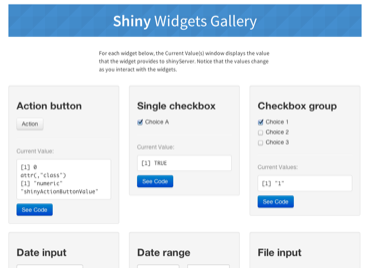 Shiny Widgets Gallery
For each widget below, the Current Value(s) window displays the value
that the widget provides to shinyServer. Notice that the values change
as you interact with the widgets.
Action button
Action
Current Value:
[1] 0
attr(,"class")
[1] "numeric"
"shinyActionButtonValue"
See Code
Single checkbox
Choice A
Current Value:
[1] TRUE
See Code
Checkbox group
Choice 1
Choice 2
Choice 3
Current Values:
[1] "1"
See Code
Date input
Date range
File input